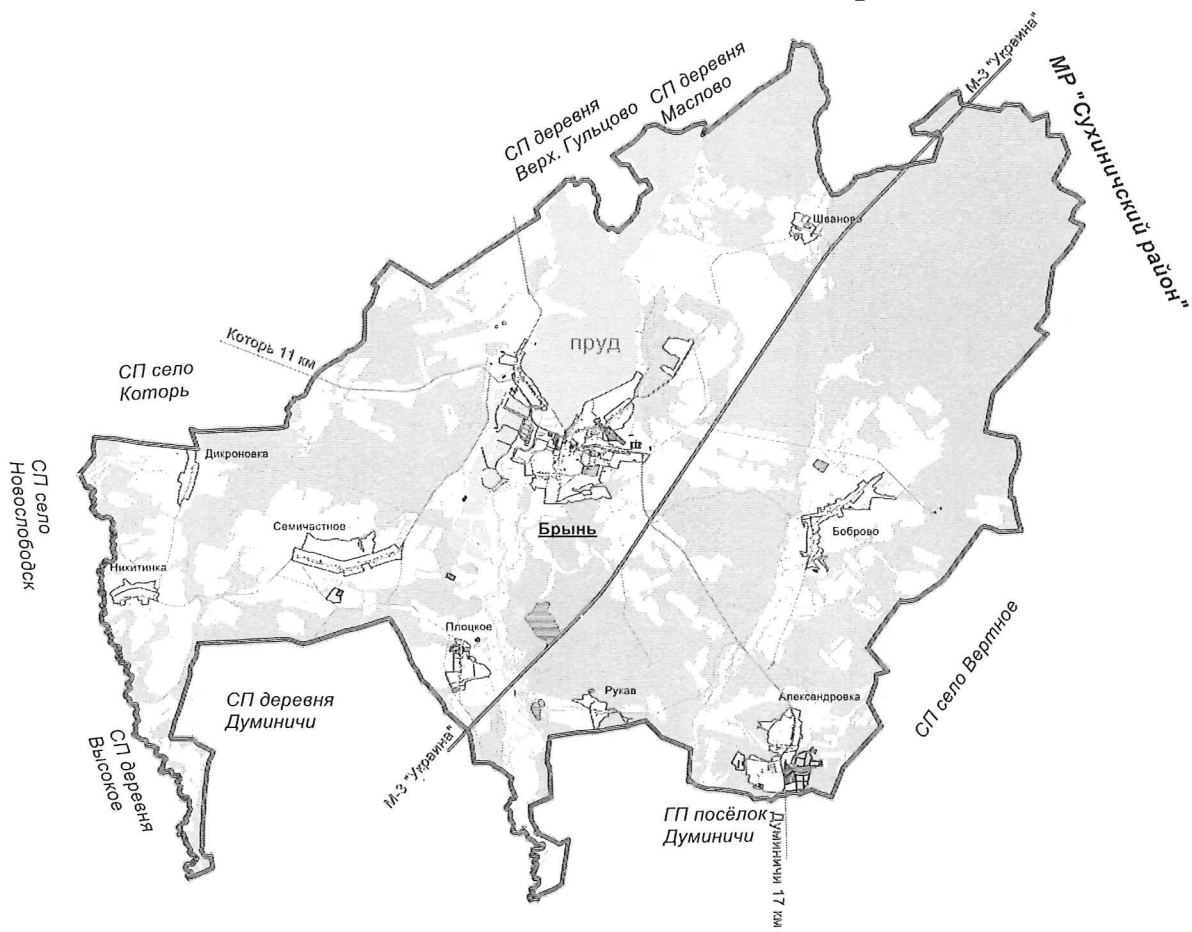 М-3 "Украина"
МР "Сухиничский район"
СП деревня
Маслово
СП деревня
Верх. Гульцово
Шваново
пруд
Которь 11 км
СП село
Которь
Дикроновка
СП село
Новослободск
Семичастное
Брынь
Боброво
Никитинка
Плоцкое
СП село Вертное
Рукав
Александровка
СП деревня
Думиничи
СП деревня
Высокое
М-3 "Украина"
ГП посёлок
Думиничи
Думиничи 17 км